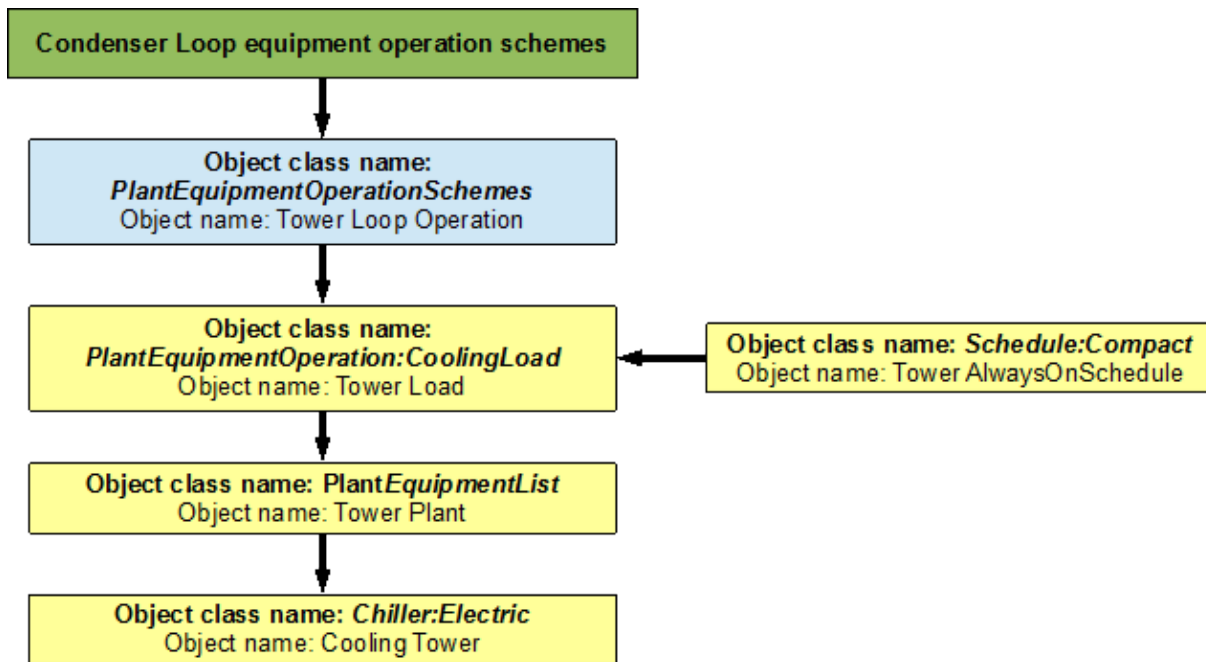 Condenser Loop equipment operation schemes
Object class name:
PlantEquipmentOperationSchemes
Object name: Tower Loop Operation
Object class name:
PlantEquipmentOperation:CoolingLoad
Object name: Tower Load
Object class name: Schedule:Compact
Object name: Tower AlwaysOnSchedule
Object class name: PlantEquipmentList
Object name: Tower Plant
Object class name: Chiller:Electric
Object name: Cooling Tower